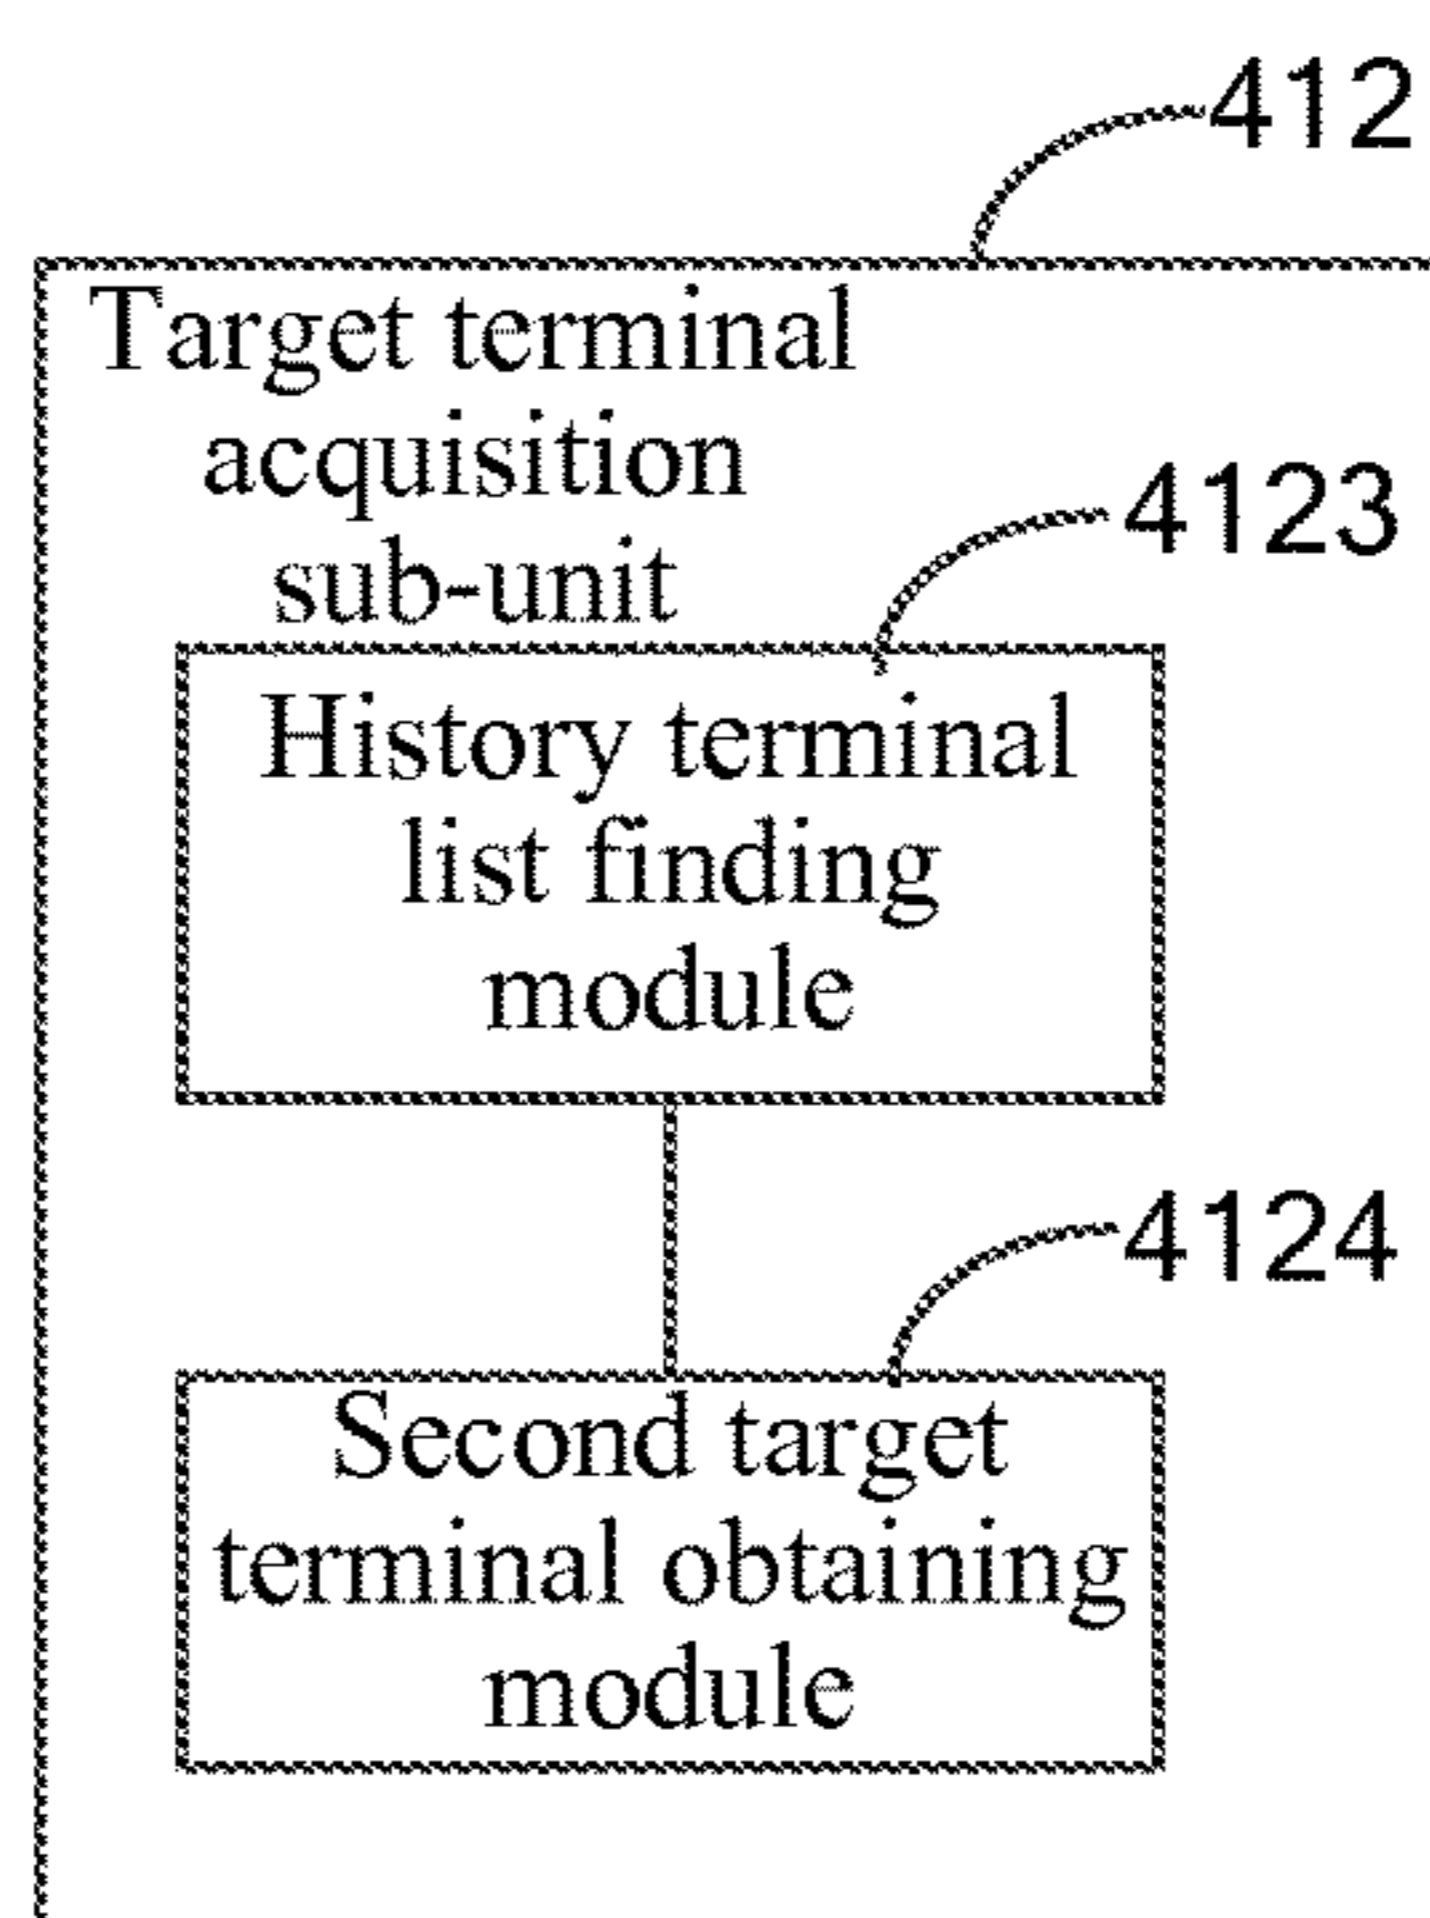 412
Target terminal
acquisition
sub-unit
4123
History terminal
list finding
module
4124
Second target
terminal obtaining
module